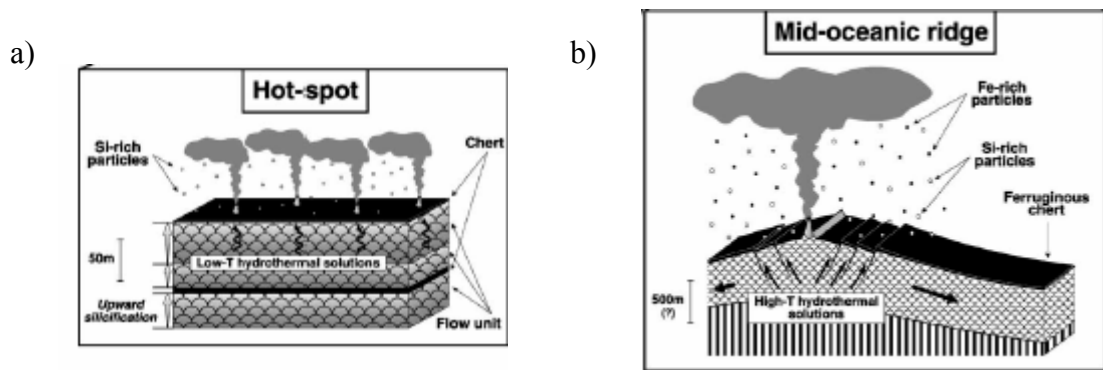 a)
Hot-spot
Si-rich
particles
Chert
50m
Low-T hydrothermal solutions
Upward
silicification
Flow unit
b)
Mid-oceanic ridge
Fe-rich
particles
Si-rich
particles
Ferruginous
chert
500m
(?)
High-T hydrothermal
solutions